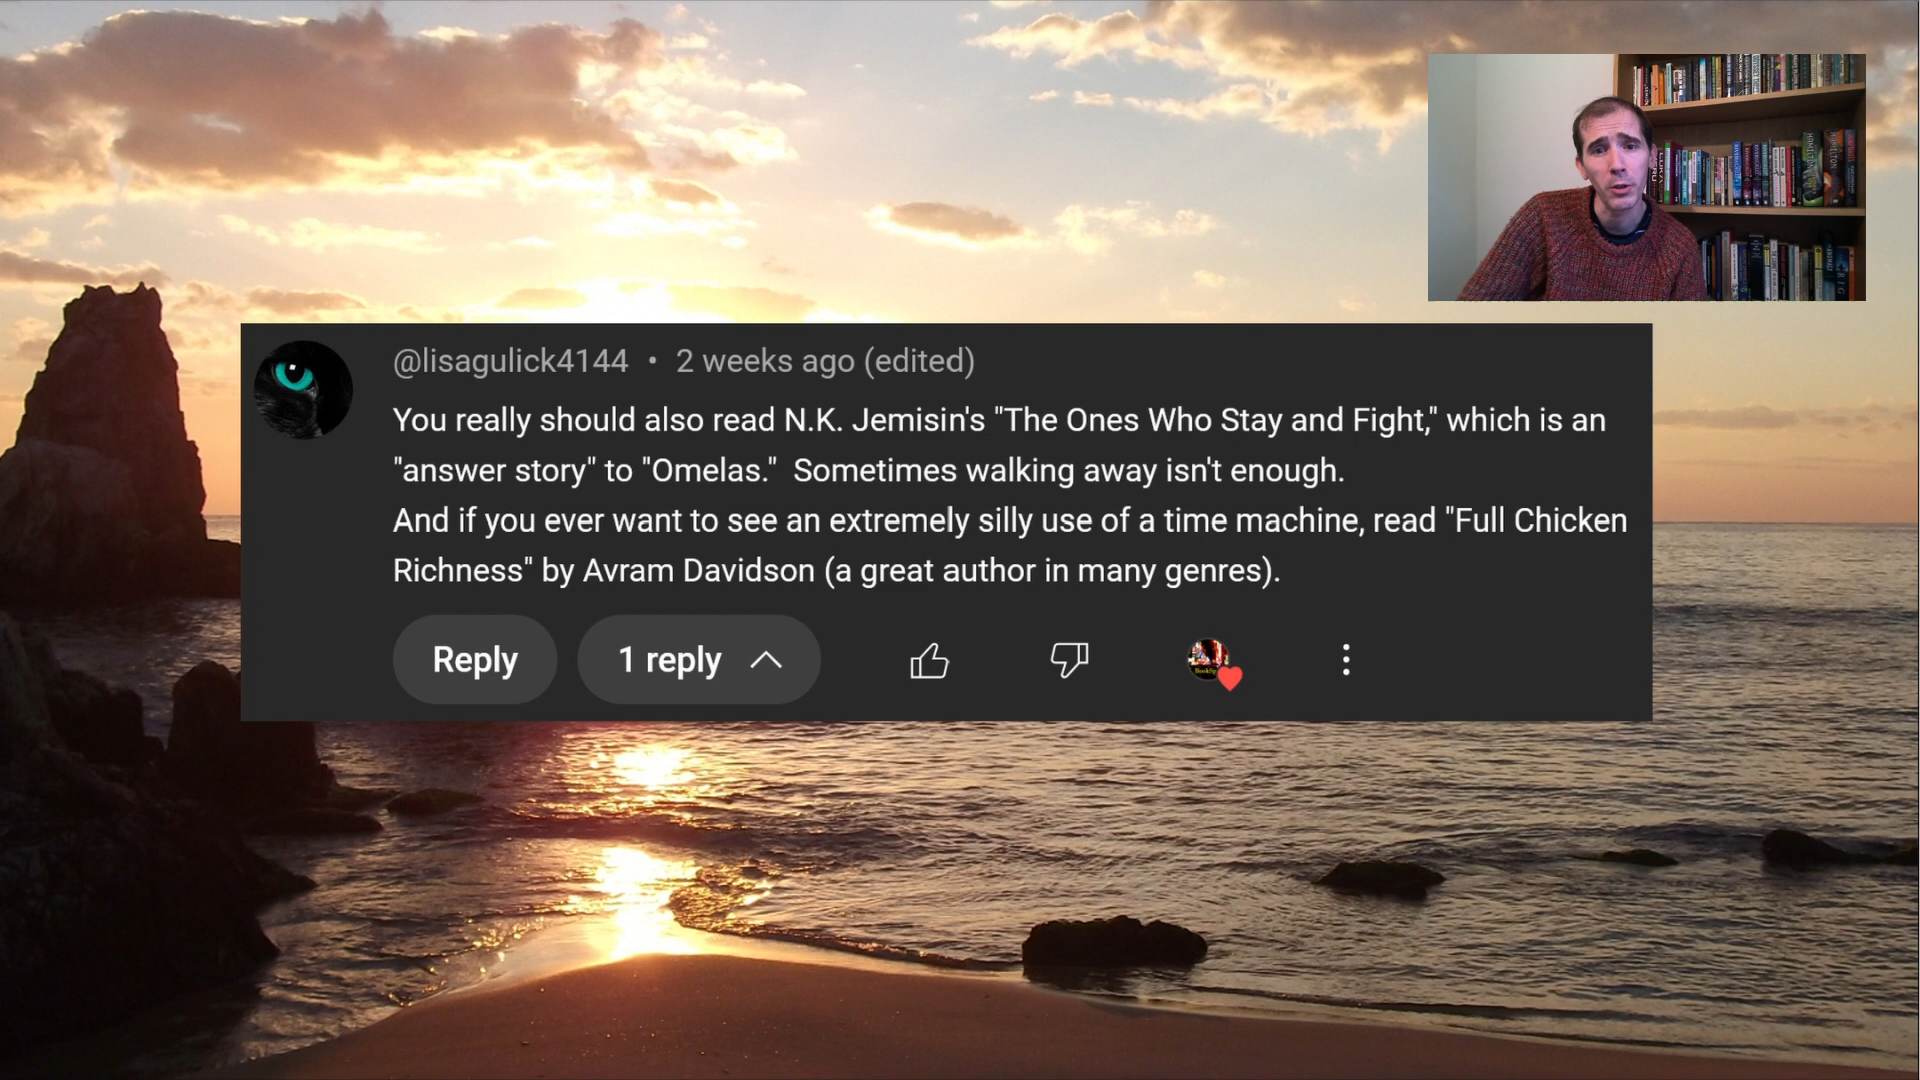 @lisagulick4144 • 2 weeks ago (edited)
You really should also read N.K. Jemisin's "The Ones Who Stay and Fight," which is an
"answer story" to "Omelas."  Sometimes walking away isn't enough.
And if you ever want to see an extremely silly use of a time machine, read "Full Chicken
Richness" by Avram Davidson (a great author in many genres).
Reply
1 reply
HAMILTON